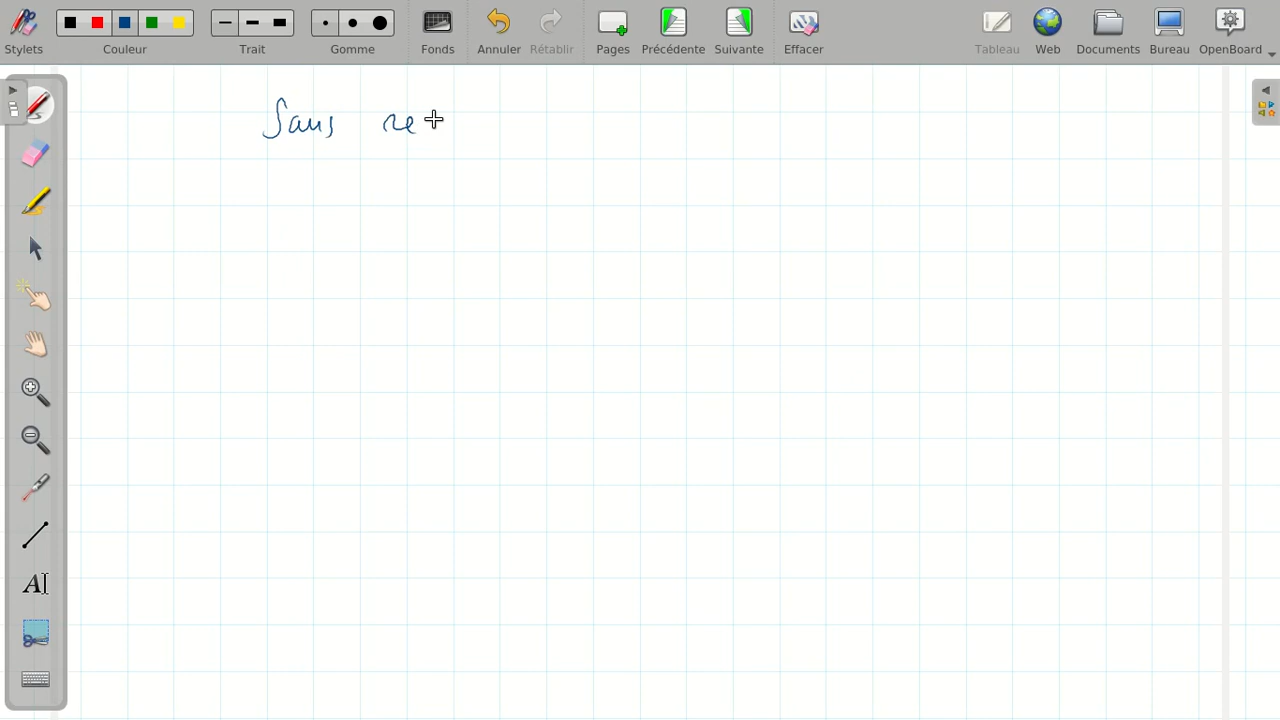 Stylets Couleur Trait Gomme Fonds Annuler Rétablir Pages Précédente Suivante Effacer Tableau Web Documents Bureau OpenBoard
Sans re
A